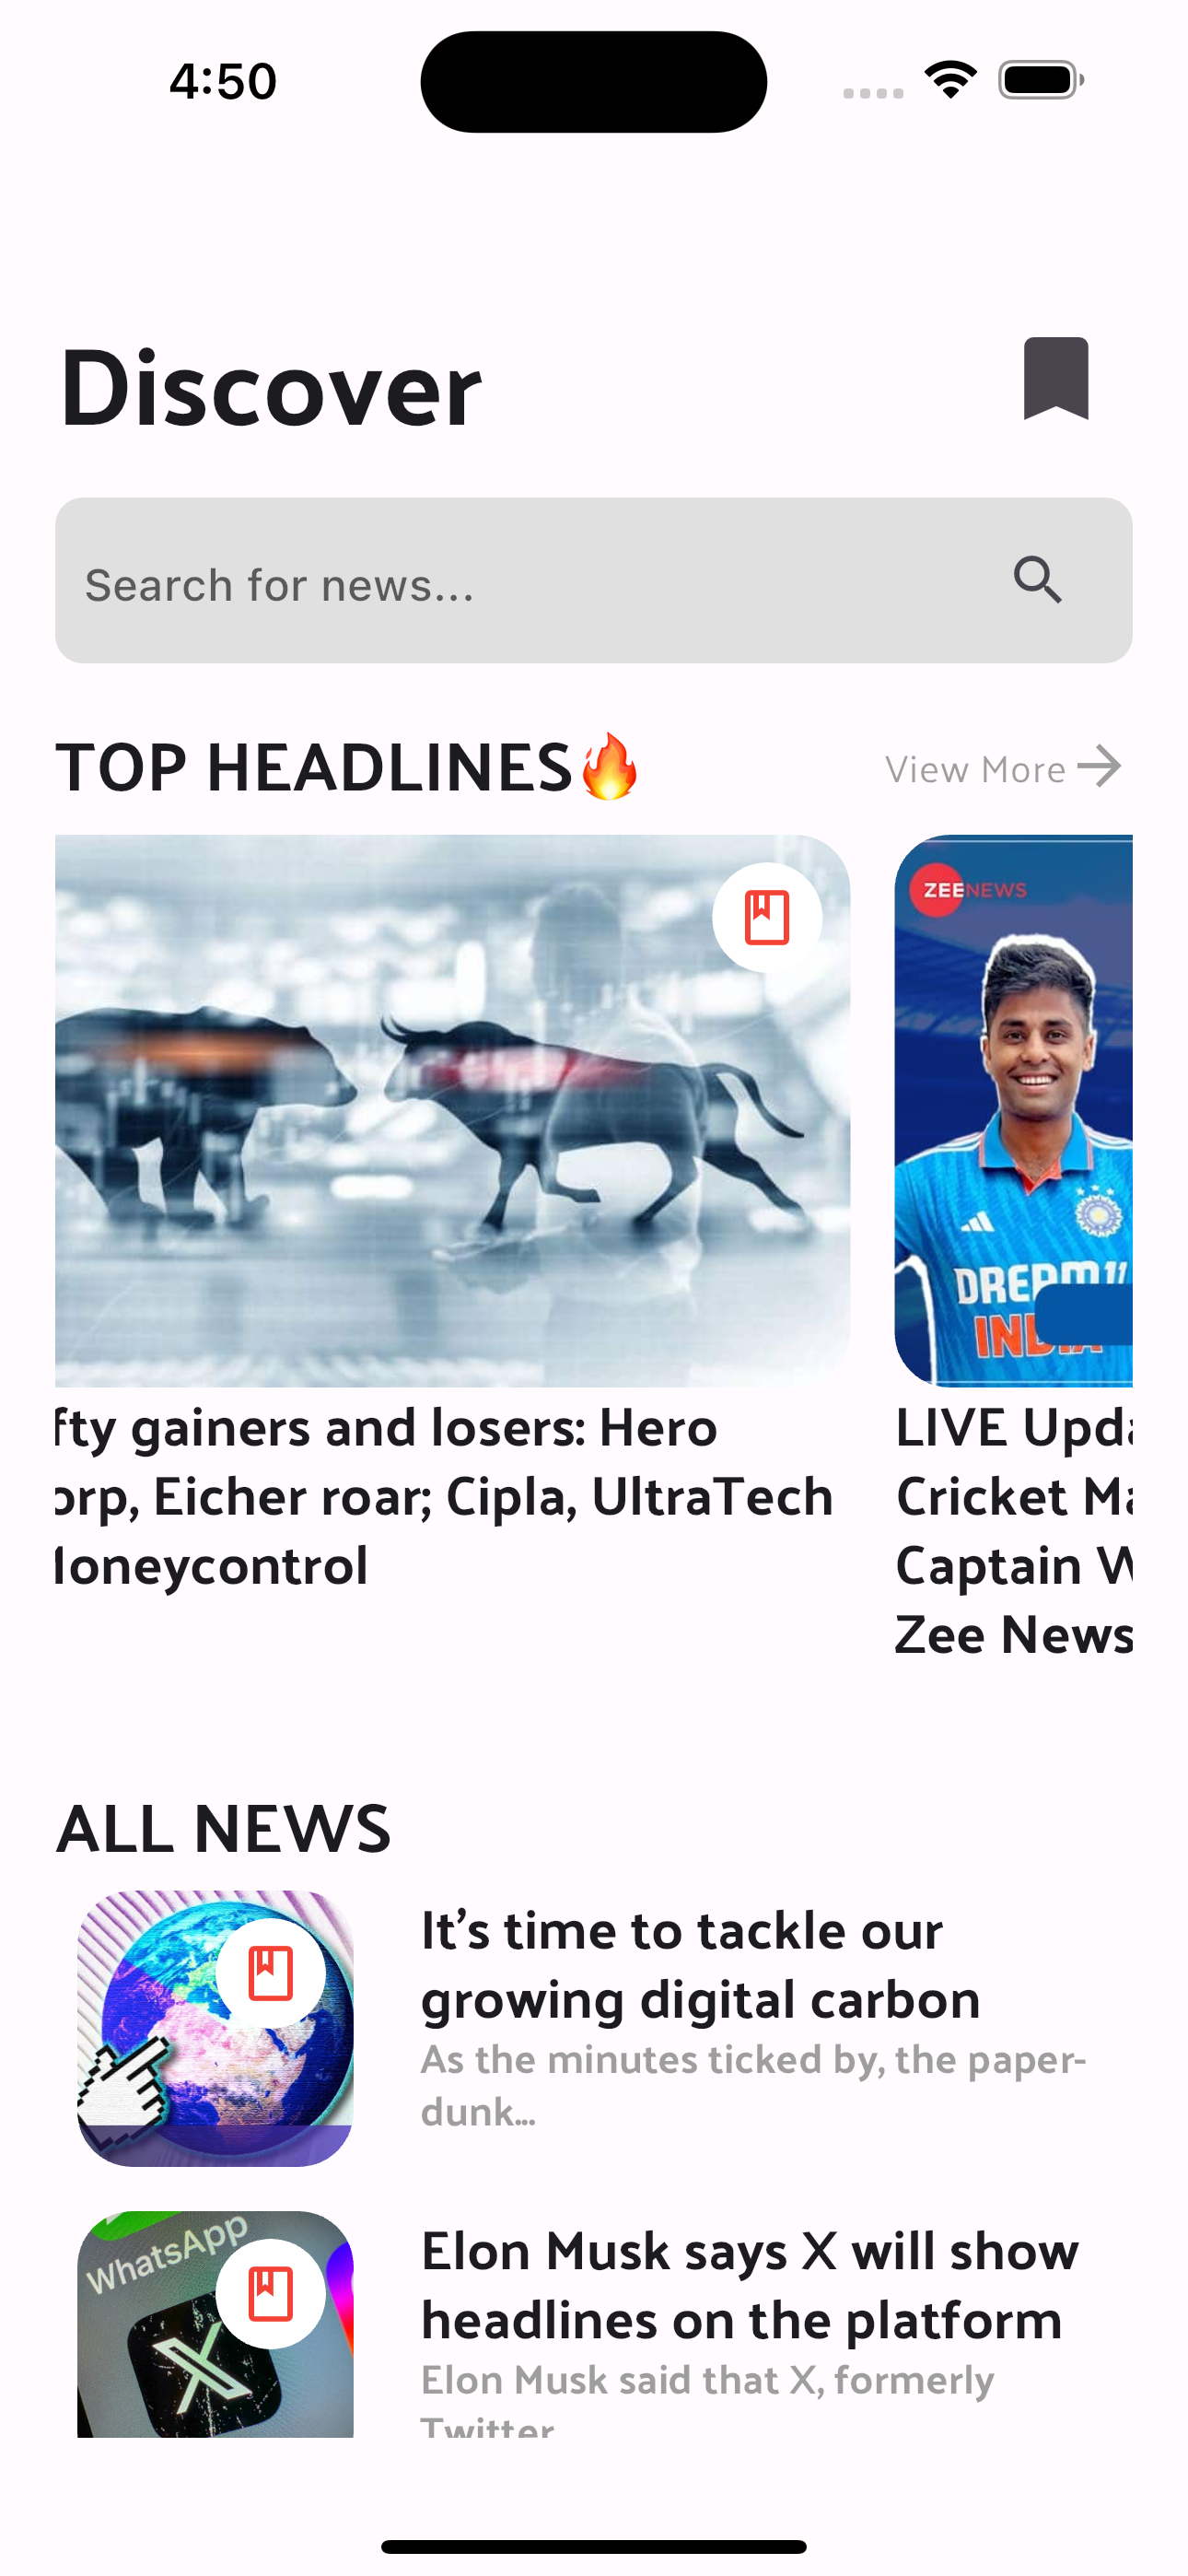 4:50
Discover
Search for news...
TOP HEADLINES🔥
View More
ZEENEWS
DREAM11
fty gainers and losers: Hero
orp, Eicher roar; Cipla, UltraTech
oneycontrol
LIVE Upda
Cricket Ma
Captain
Zee News
ALL NEWS
It's time to tackle our
growing digital carbon
As the minutes ticked by, the paper-
dunk...
WhatsApp
X
Elon Musk says X will show
headlines on the platform
Elon Musk said that X, formerly
Twitter